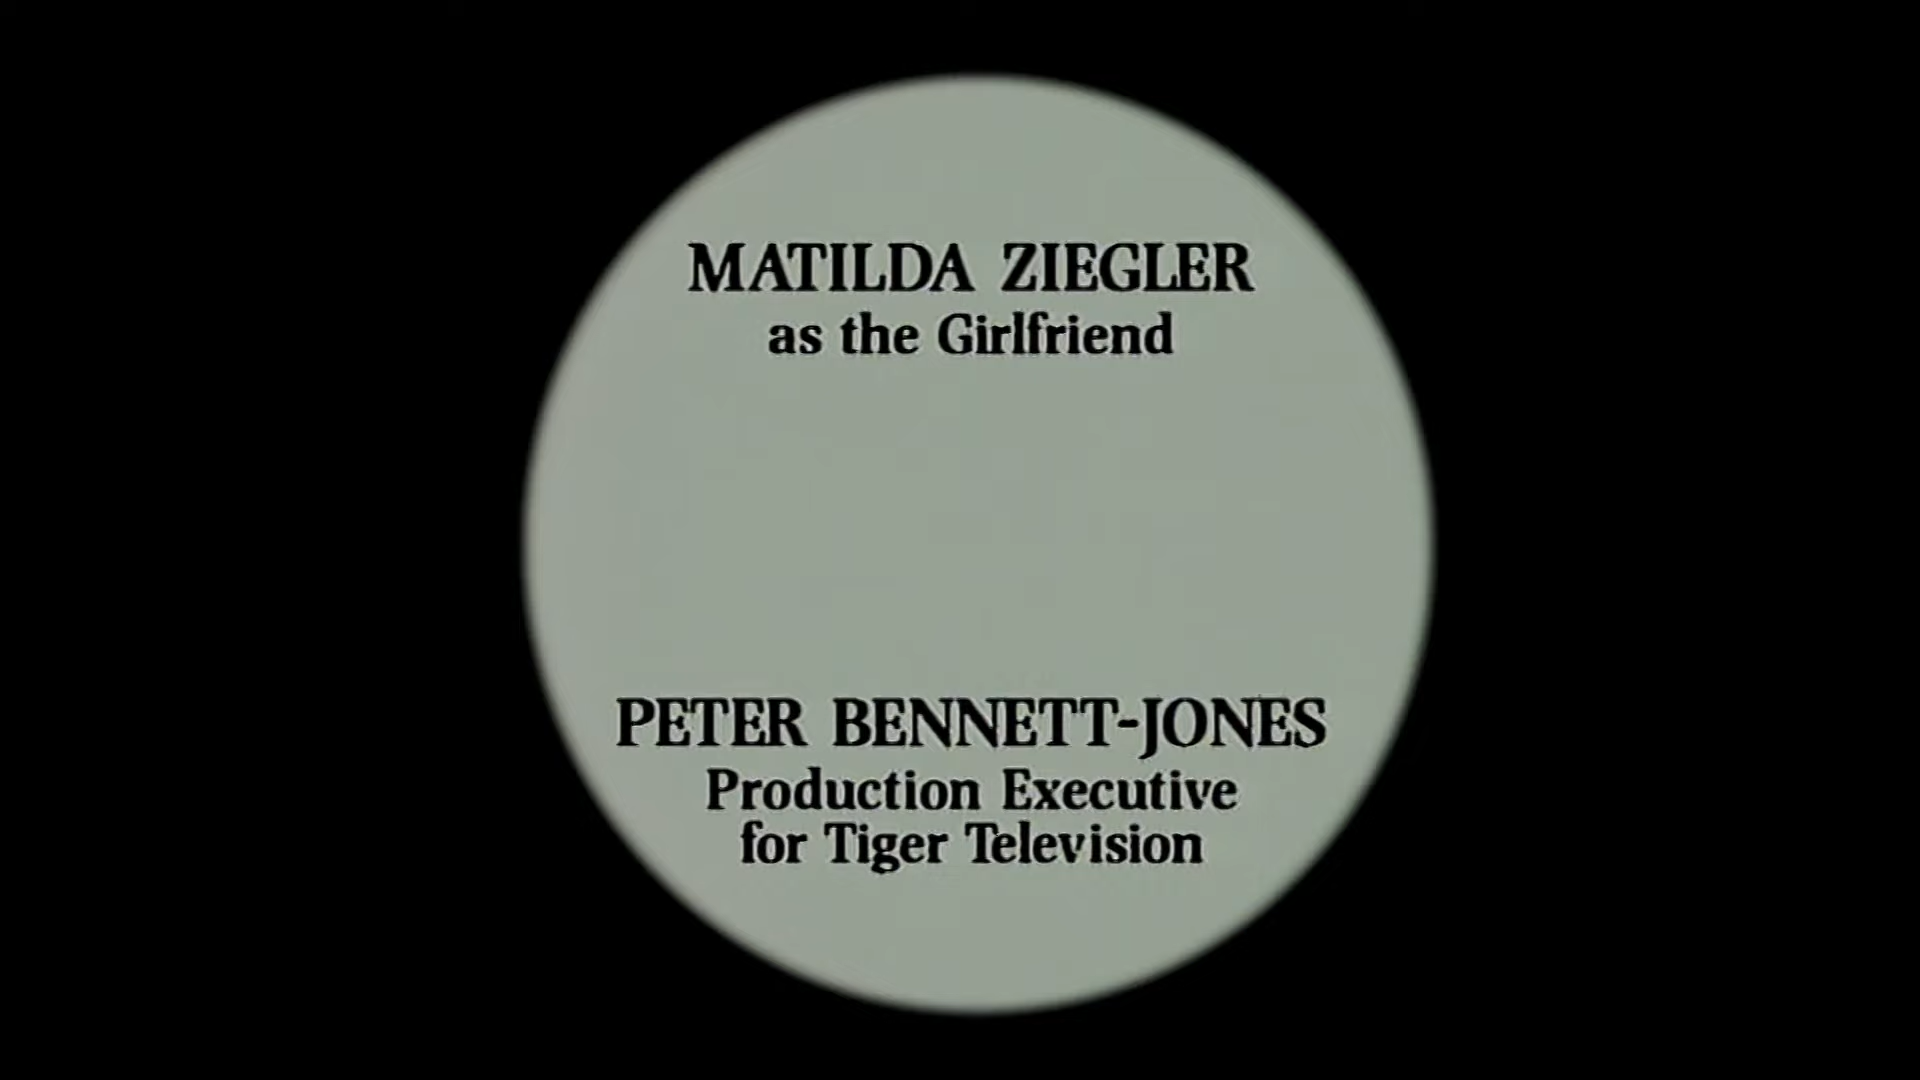 MATILDA ZIEGLER
as the Girlfriend
PETER BENNETT-JONES
Production Executive
for Tiger Television